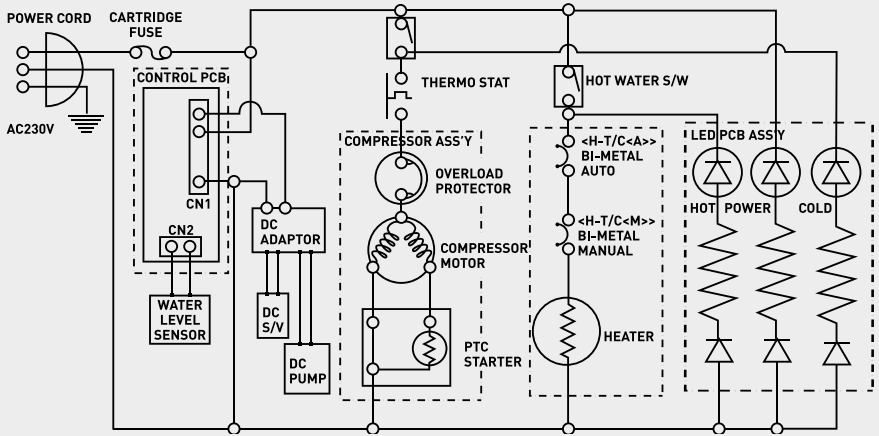 POWER CORD
CARTRIDGE
FUSE
AC230V
CONTROL PCB
CN1
CN2
WATER
LEVEL
SENSOR
DC
ADAPTOR
DC
S/V
DC
PUMP
THERMO STAT
COMPRESSOR ASS'Y
OVERLOAD
PROTECTOR
COMPRESSOR
MOTOR
PTC
STARTER
HOT WATER S/W
<H-T/C<A>>
BI-METAL
AUTO
<H-T/C<M>>
BI-METAL
MANUAL
HEATER
LED PCB ASS'Y
HOT POWER COLD